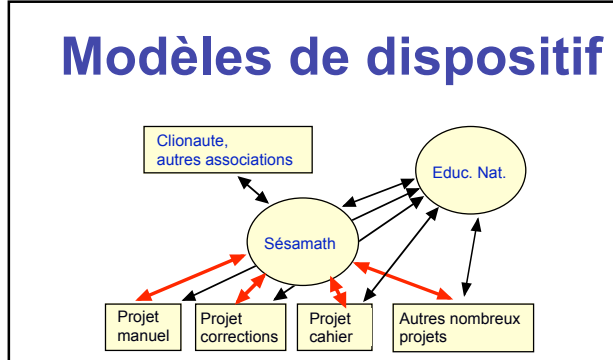 Modèles de dispositif
Clionaute,
autres associations
Educ. Nat.
Sésamath
Projet
manuel
Projet
corrections
Projet
cahier
Autres nombreux
projets